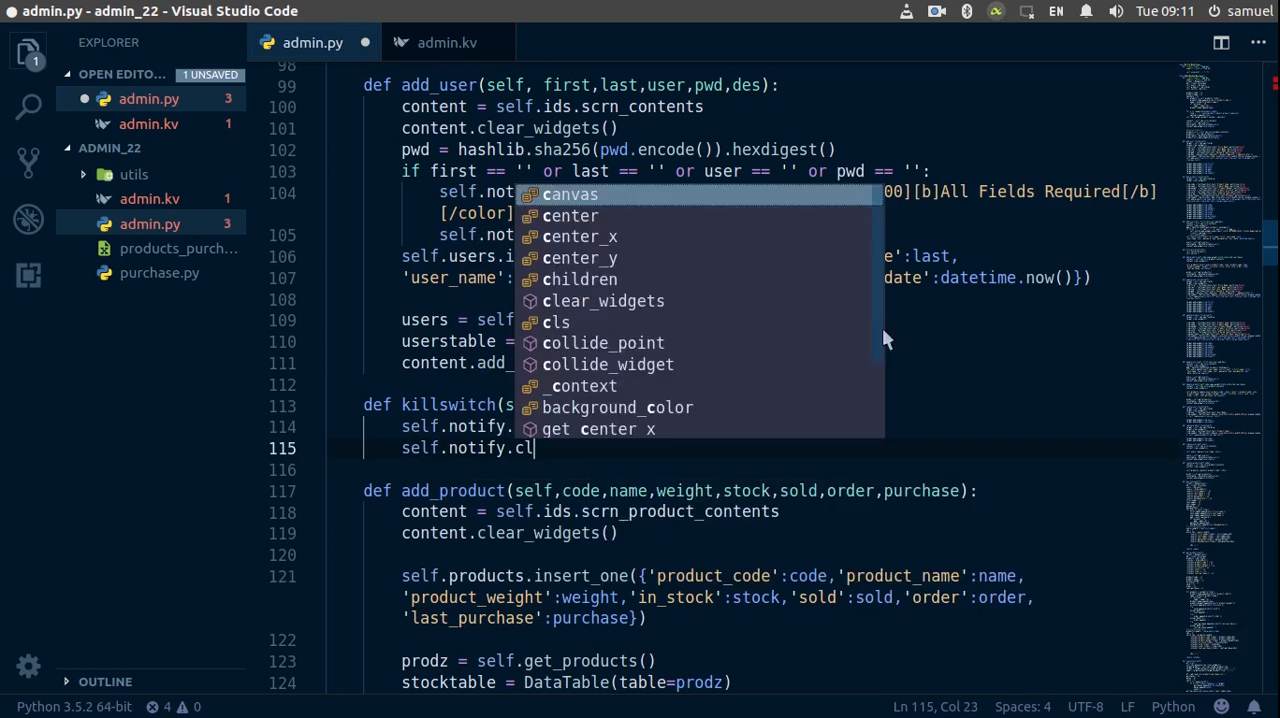 admin.py - admin_22 - Visual Studio Code
EN
Tue 09:11
samuel
EXPLORER
admin.py
admin.kv
OPEN EDITO...
1 UNSAVED
admin.py 3
admin.kv 1
ADMIN_22
utils
admin.kv 1
admin.py 3
products_purch...
purchase.py
OUTLINE
1
98
99 def add_user(self, first,last,user,pwd,des):
100 content = self.ids.scrn_contents
101 content.clear_widgets()
102 pwd = hashlib.sha256(pwd.encode()).hexdigest()
103 if first == '' or last == '' or user == '' or pwd == '':
104 self.not 00][b]All Fields Required[/b]
[/color]
105 self.not
106 self.users.i e':last,
107 'user_name': date':datetime.now()})
108
109 users = self
110 userstable =
111 content.add_
112
113 def killswitch(s
114 self.notify.
115 self.notify.cl
116
117 def add_product(self,code,name,weight,stock,sold,order,purchase):
118 content = self.ids.scrn_product_contents
119 content.clear_widgets()
120
121 self.products.insert_one({'product_code':code,'product_name':name,
'product_weight':weight,'in_stock':stock,'sold':sold,'order':order,
'last_purchase':purchase})
122
123 prodz = self.get_products()
124 stocktable = DataTable(table=prodz)
canvas
center
center_x
center_y
children
clear_widgets
cls
collide_point
collide_widget
_context
background_color
get_center_x
Python 3.5.2 64-bit
4
0
Ln 115, Col 23
Spaces: 4
UTF-8
LF
Python